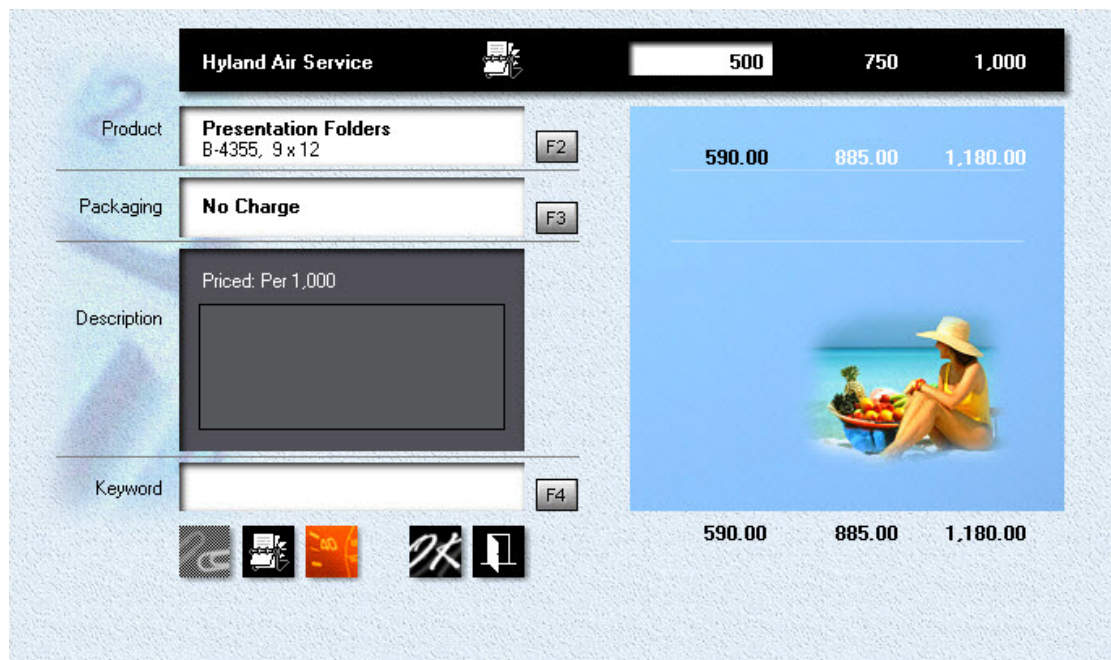 Hyland Air Service 500 750 1,000
Product Presentation Folders
B-4355, 9 x 12 F2
590.00 885.00 1,180.00
Packaging No Charge F3
Priced: Per 1,000
Description
Keyword F4
590.00 885.00 1,180.00
OK